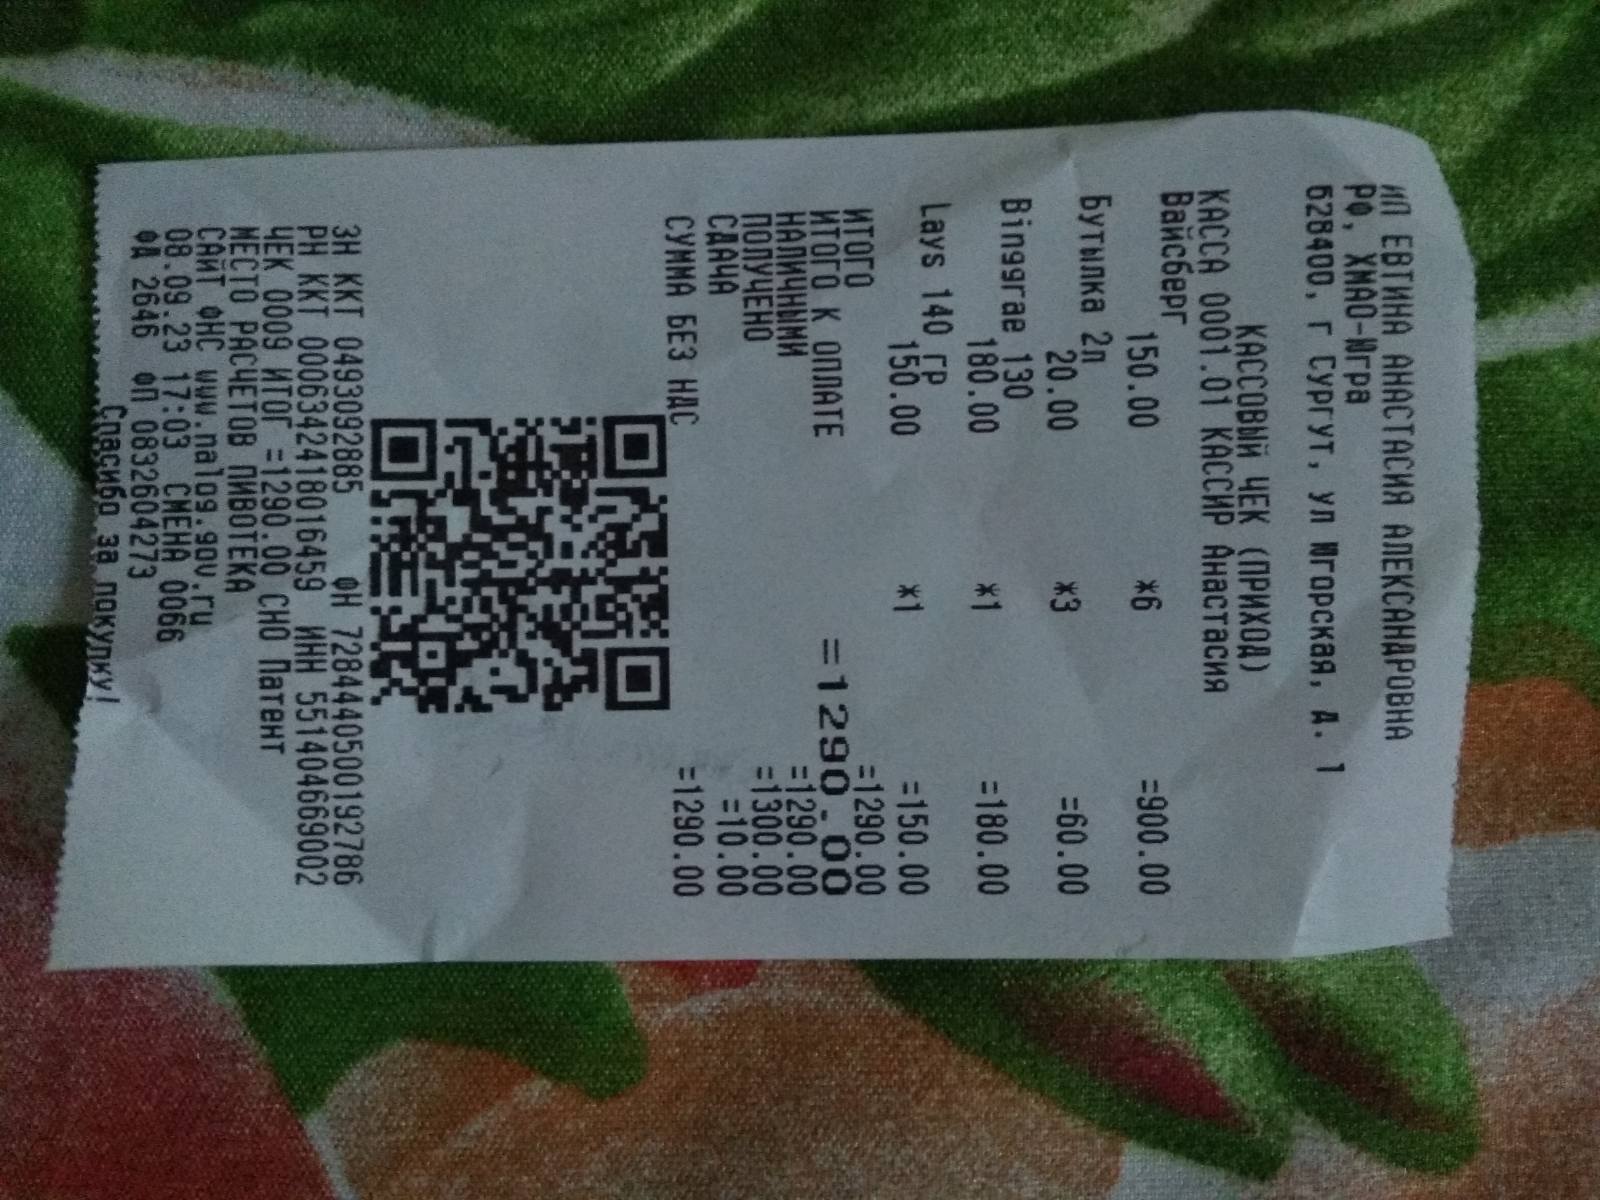 ИП ЕВТИНА АНАСТАСИЯ АЛЕКСАНДРОВНА
РФ, ХМАО-Югра
628400, г Сургут, ул Югорская, д. 1
КАССОВЫЙ ЧЕК (ПРИХОД)
КАССА 0001.01 КАССИР Анастасия
Вайсберг
150.00 *6 =900.00
Бутылка 2л
20.00 *3 =60.00
Binggrae 130
180.00 *1 =180.00
Lays 140 ГР
150.00 *1 =150.00
ИТОГО =1290.00
ИТОГО К ОПЛАТЕ =1290.00
НАЛИЧНЫМИ =1290.00
ПОЛУЧЕНО =1300.00
СДАЧА =10.00
СУММА БЕЗ НДС =1290.00
ЗН ККТ 0493092885 ФН 7284440500192786
РН ККТ 0006342418016459 ИНН 551404669002
ЧЕК 0009 ИТОГ =1290.00 СНО Патент
МЕСТО РАСЧЕТОВ ПИВОТЕКА
САЙТ ФНС www.nalog.gov.ru
08.09.23 17:03 СМЕНА 0066
ФД 2646 ФП 0832604273
Спасибо за покупку!